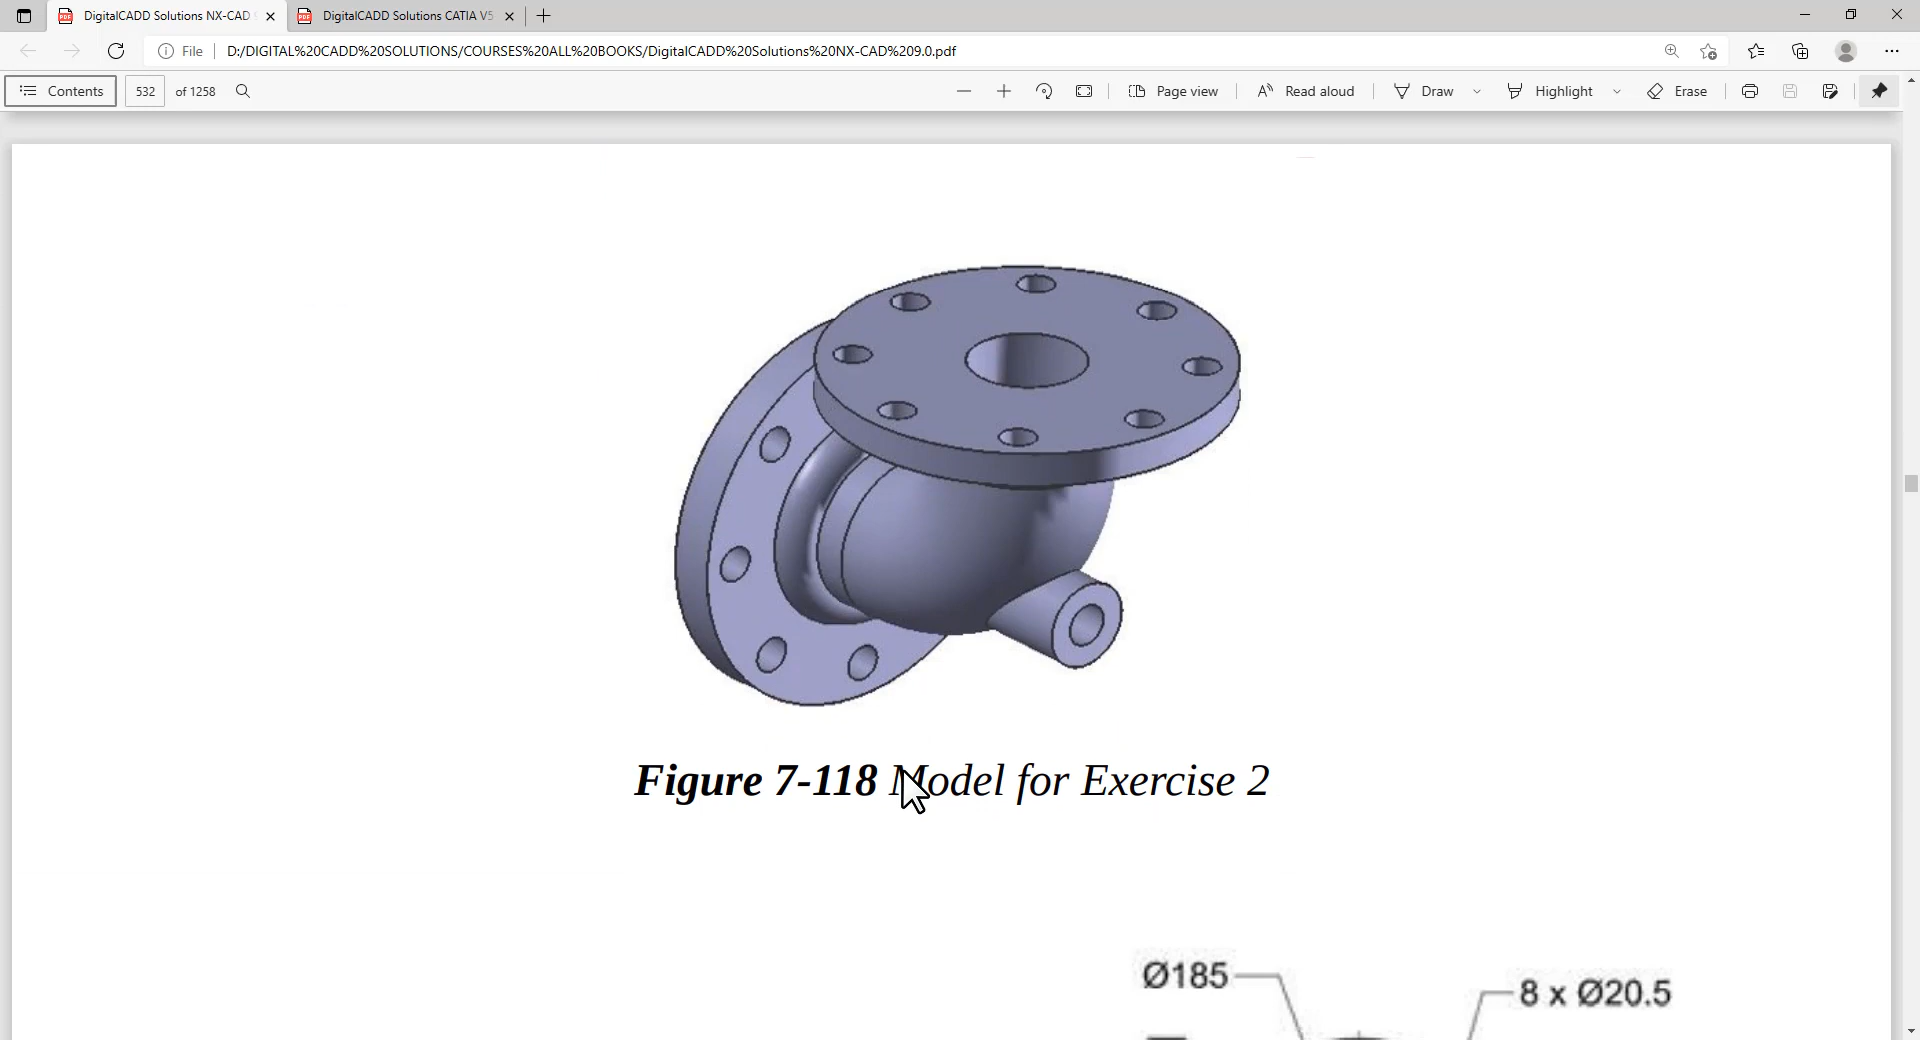 DigitalCADD Solutions NX-CAD
DigitalCADD Solutions CATIA V5
File
D:/DIGITAL%20CADD%20SOLUTIONS/COURSES%20ALL%20BOOKS/DigitalCADD%20Solutions%20NX-CAD%209.0.pdf
Contents
532
of 1258
Page view
Read aloud
Draw
Highlight
Erase
Figure 7-118 Model for Exercise 2
Ø185
8 x Ø20.5